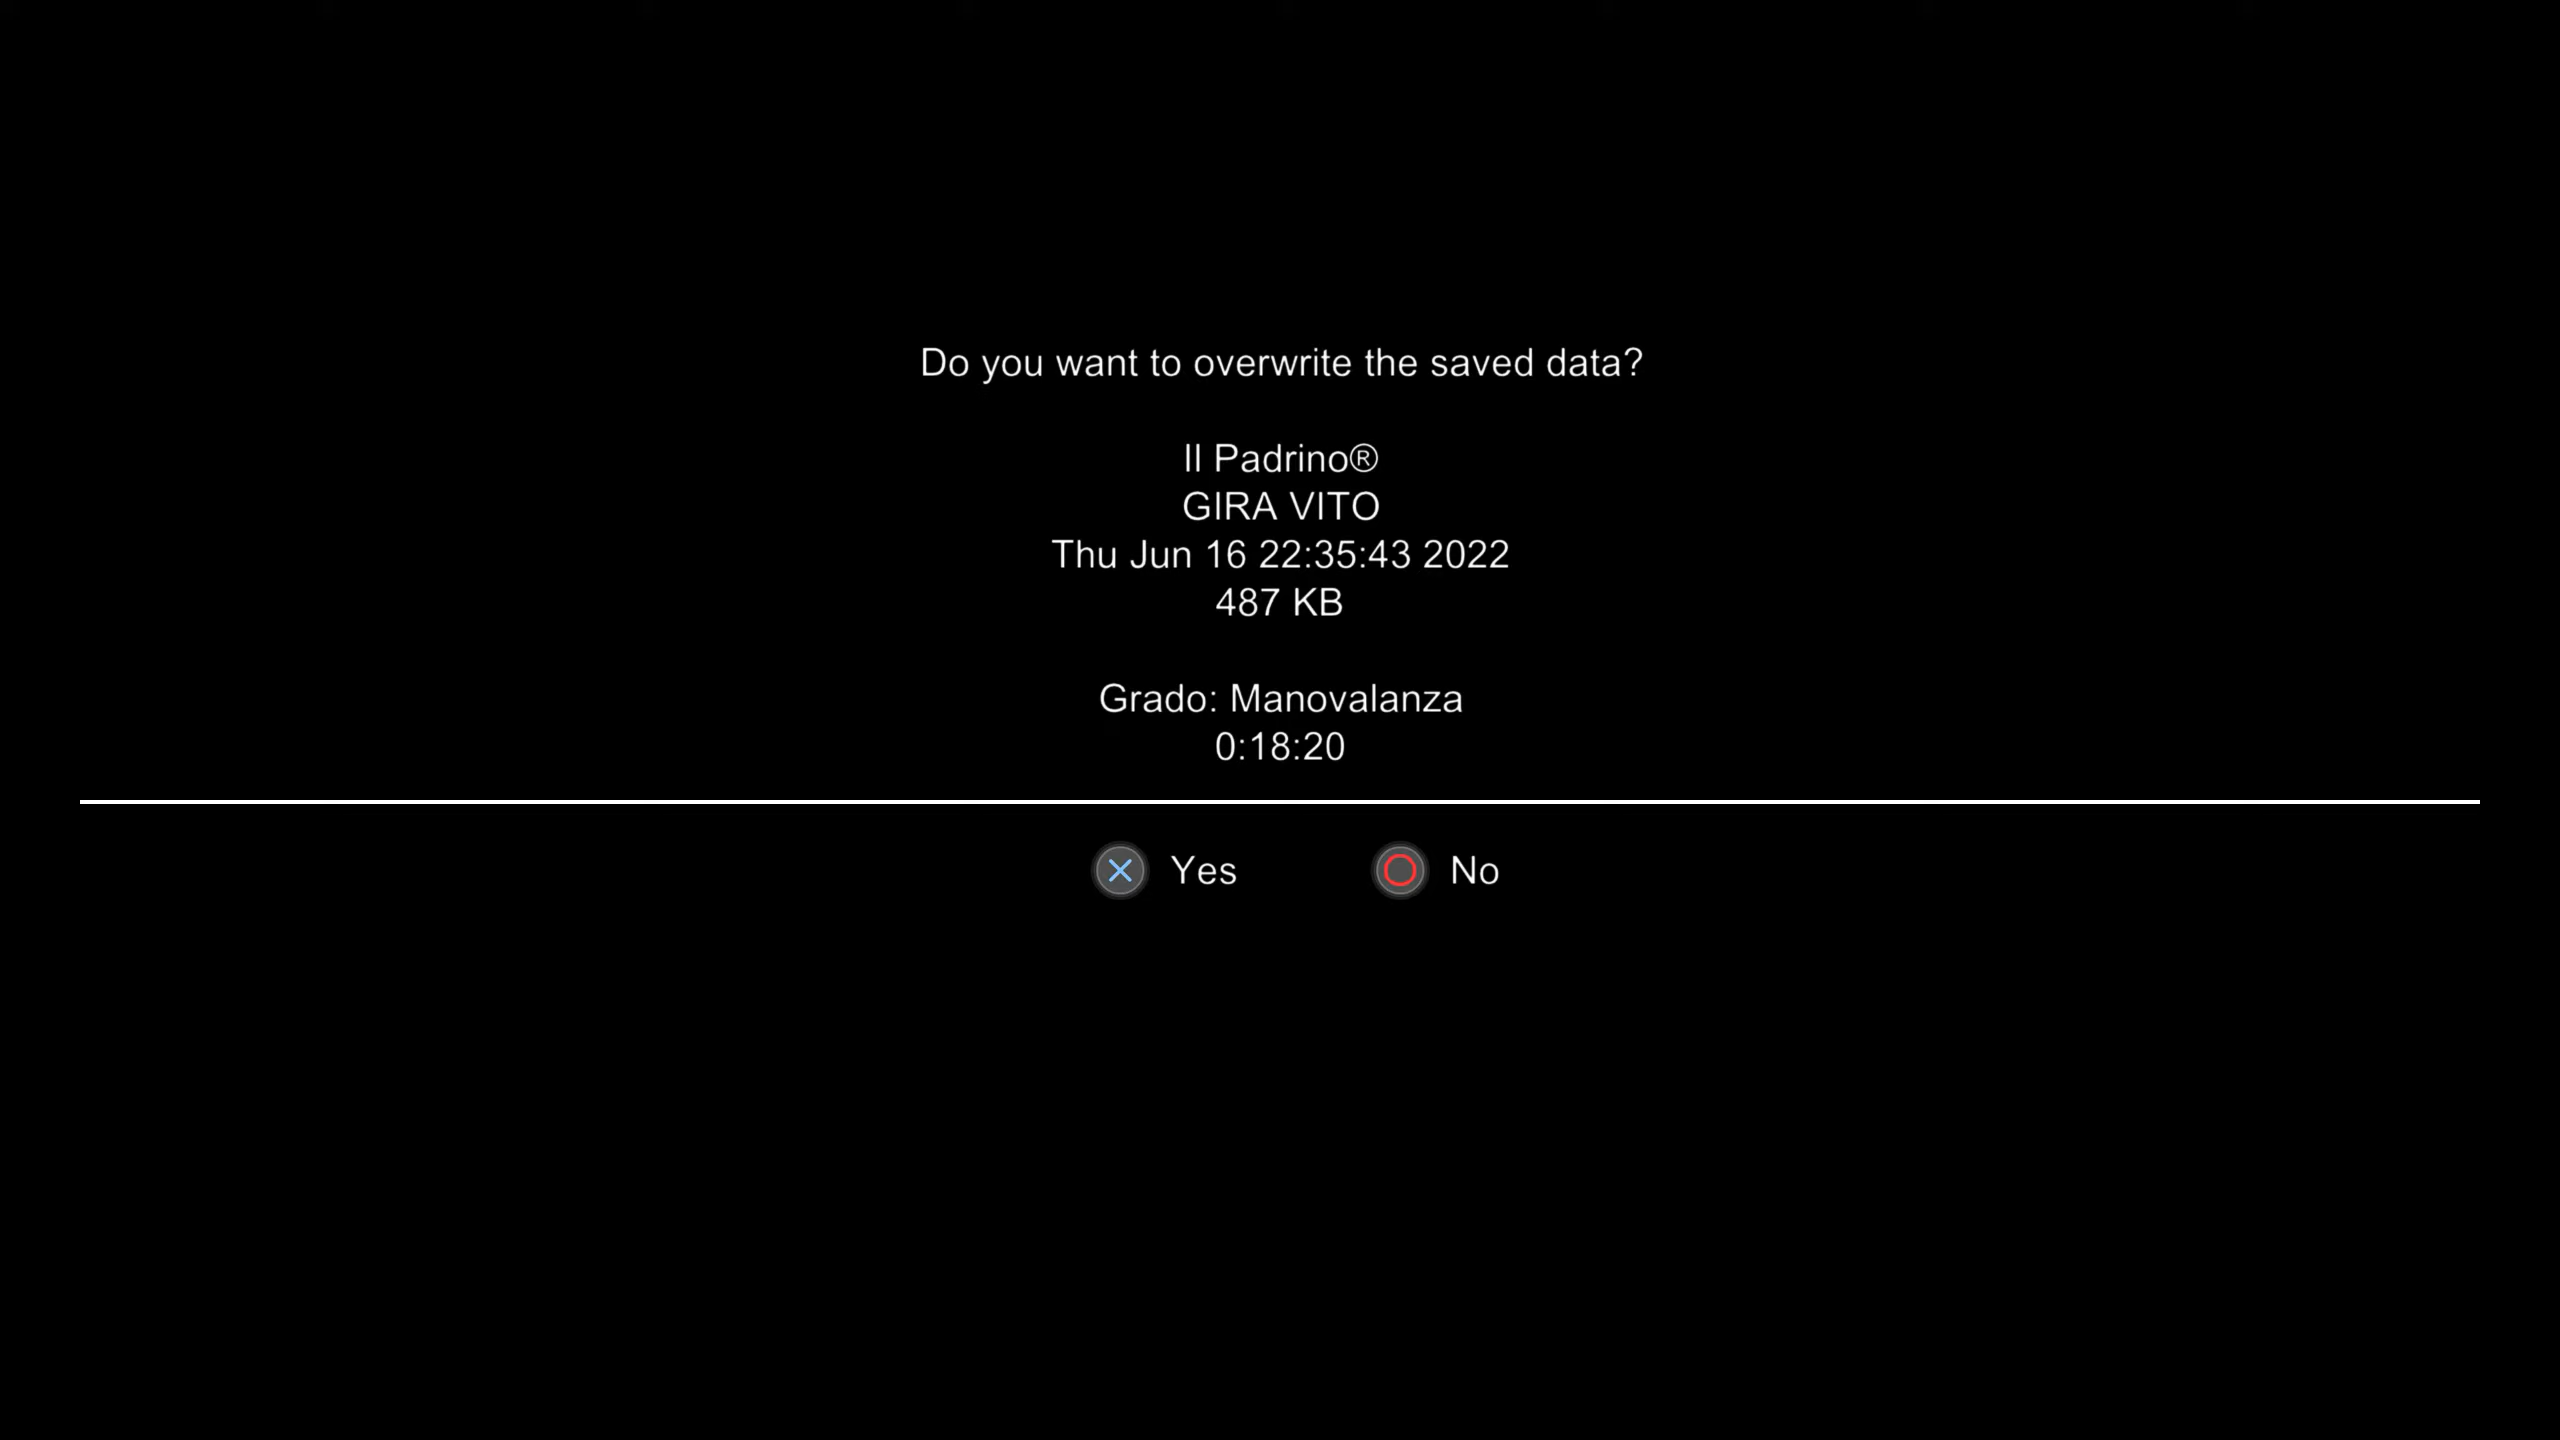 Do you want to overwrite the saved data?
Il Padrino®
GIRA VITO
Thu Jun 16 22:35:43 2022
487 KB
Grado: Manovalanza
0:18:20
Yes
No